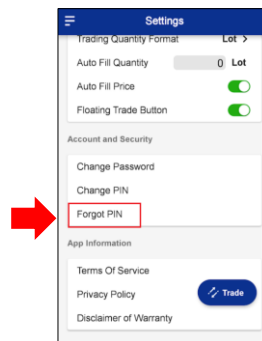 Settings
Trading Quantity Format Lot >
Auto Fill Quantity 0 Lot
Auto Fill Price
Floating Trade Button
Account and Security
Change Password
Change PIN
Forgot PIN
App Information
Terms Of Service
Privacy Policy
Trade
Disclaimer of Warranty